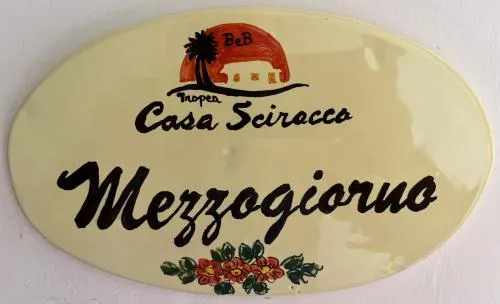 BeB
Tropea
Casa Scirocco
Mezzogiorno